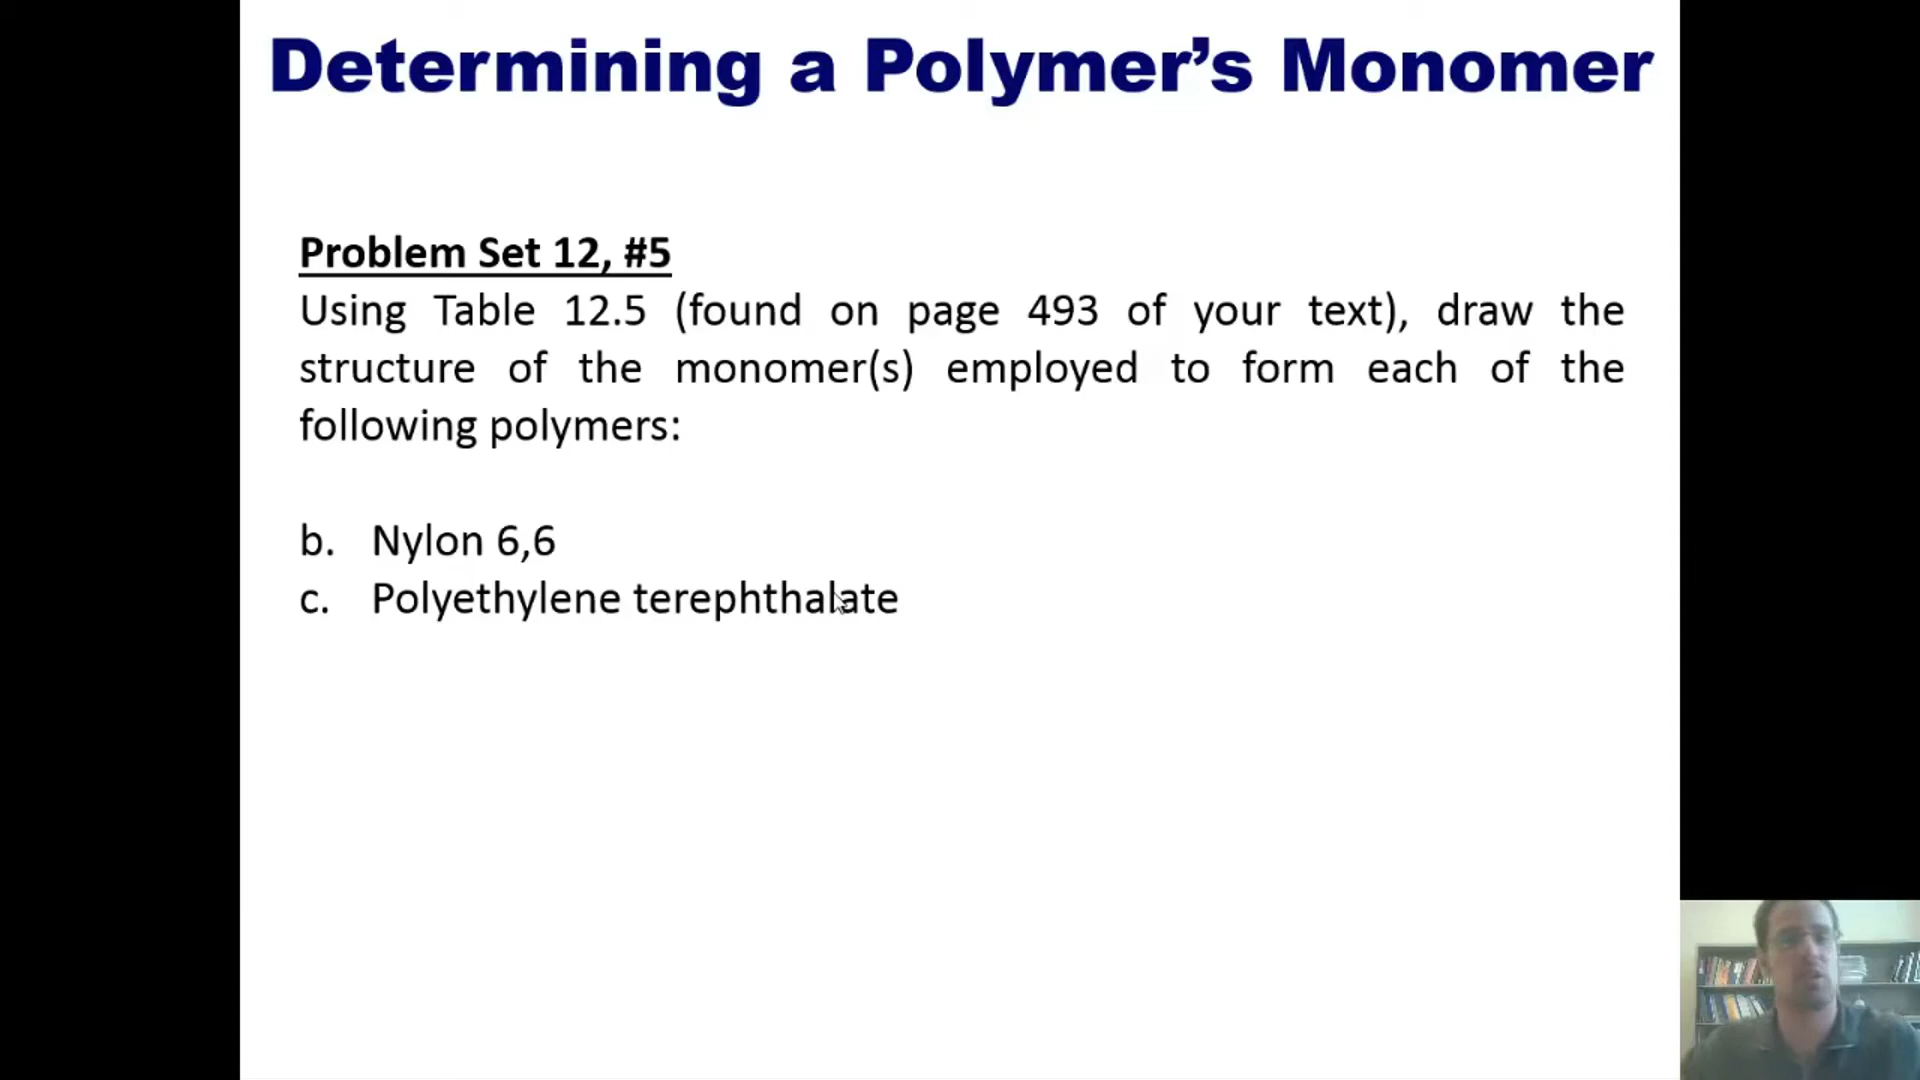 Determining a Polymer’s Monomer
Problem Set 12, #5
Using Table 12.5 (found on page 493 of your text), draw the
structure of the monomer(s) employed to form each of the
following polymers:
b. Nylon 6,6
c. Polyethylene terephthalate